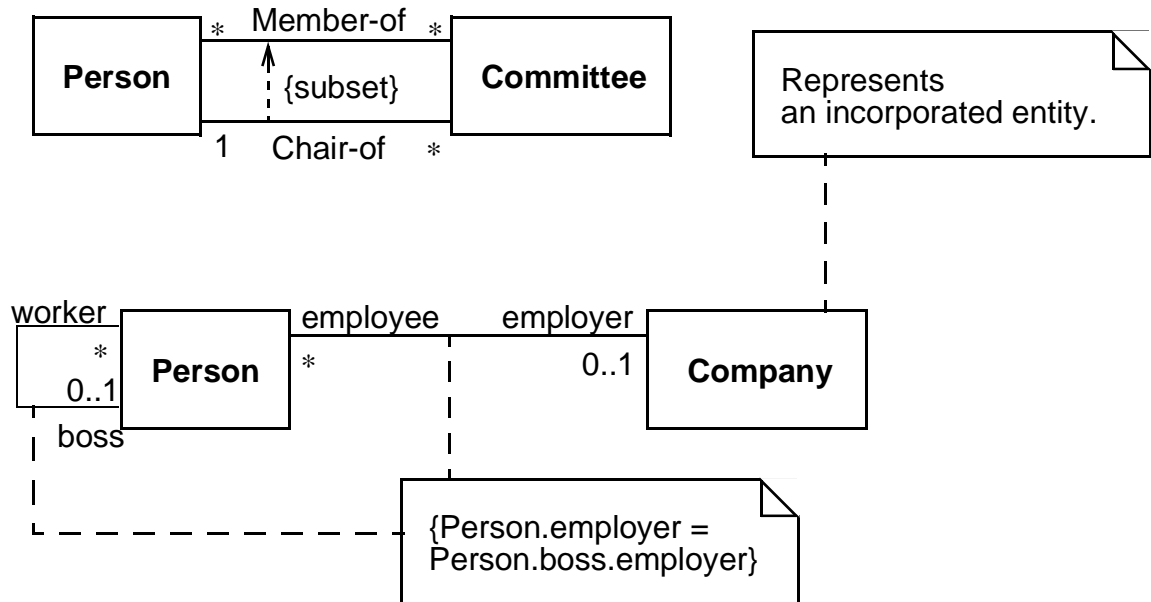 * Member-of *
Person
{subset}
Committee
1 Chair-of *
Represents
an incorporated entity.
worker
*
0..1
boss
Person
employee employer
* 0..1
Company
{Person.employer =
Person.boss.employer}